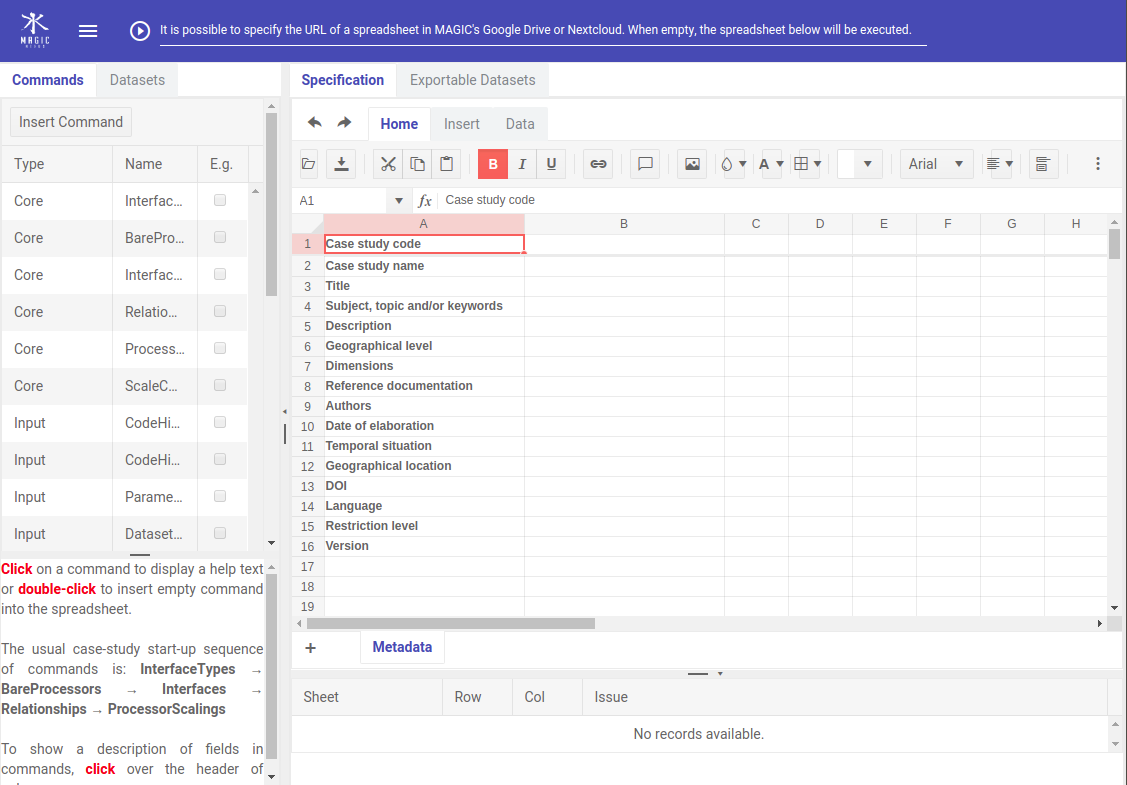 MAGIC
It is possible to specify the URL of a spreadsheet in MAGIC's Google Drive or Nextcloud. When empty, the spreadsheet below will be executed.
Commands Datasets
Insert Command
Type Name E.g.
Core Interfac...
Core BarePro...
Core Interfac...
Core Relatio...
Core Process...
Core ScaleC...
Input CodeHi...
Input CodeHi...
Input Parame...
Input Dataset...
Click on a command to display a help text
or double-click to insert empty command
into the spreadsheet.
The usual case-study start-up sequence
of commands is: InterfaceTypes →
BareProcessors → Interfaces →
Relationships → ProcessorScalings
To show a description of fields in
commands, click over the header of
Specification Exportable Datasets
Home Insert Data
B I U A Arial
A1 fx Case study code
A B C D E F G H
1 Case study code
2 Case study name
3 Title
4 Subject, topic and/or keywords
5 Description
6 Geographical level
7 Dimensions
8 Reference documentation
9 Authors
10 Date of elaboration
11 Temporal situation
12 Geographical location
13 DOI
14 Language
15 Restriction level
16 Version
17
18
19
+ Metadata
Sheet Row Col Issue
No records available.